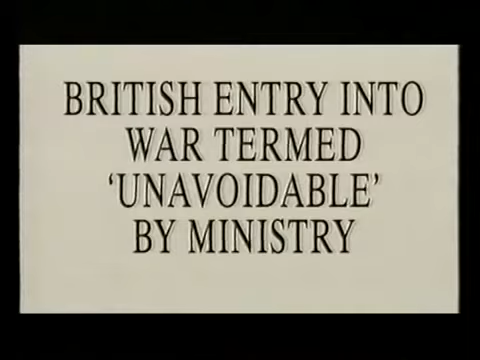 BRITISH ENTRY INTO
WAR TERMED
‘UNAVOIDABLE’
BY MINISTRY